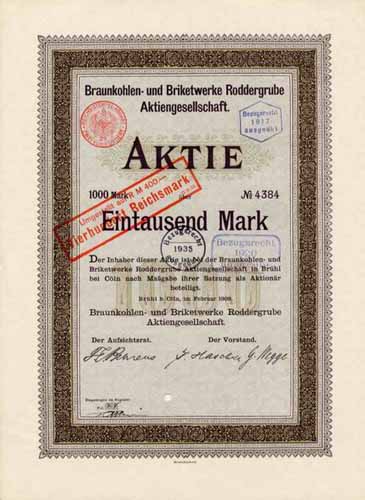 Braunkohlen- und Briketwerke Roddergrube
Aktiengesellschaft.
Bezugsrecht
1917
ausgeübt
AKTIE
1000 Mark
№ 4384
Umgestellt auf R M 400.—
Vierhundert Reichsmark
Eintausend Mark
Bezugsrecht
1935
Bezugsrecht
Der Inhaber dieser Aktie ist bei der Braunkohlen- und
Briketwerke Roddergrube Aktiengesellschaft in Brühl
bei Cöln nach Maßgabe ihrer Satzung als Aktionär
beteiligt.
Brühl b. Cöln, im Februar 1908.
Braunkohlen- und Briketwerke Roddergrube
Aktiengesellschaft.
Der Aufsichtsrat.
Der Vorstand.